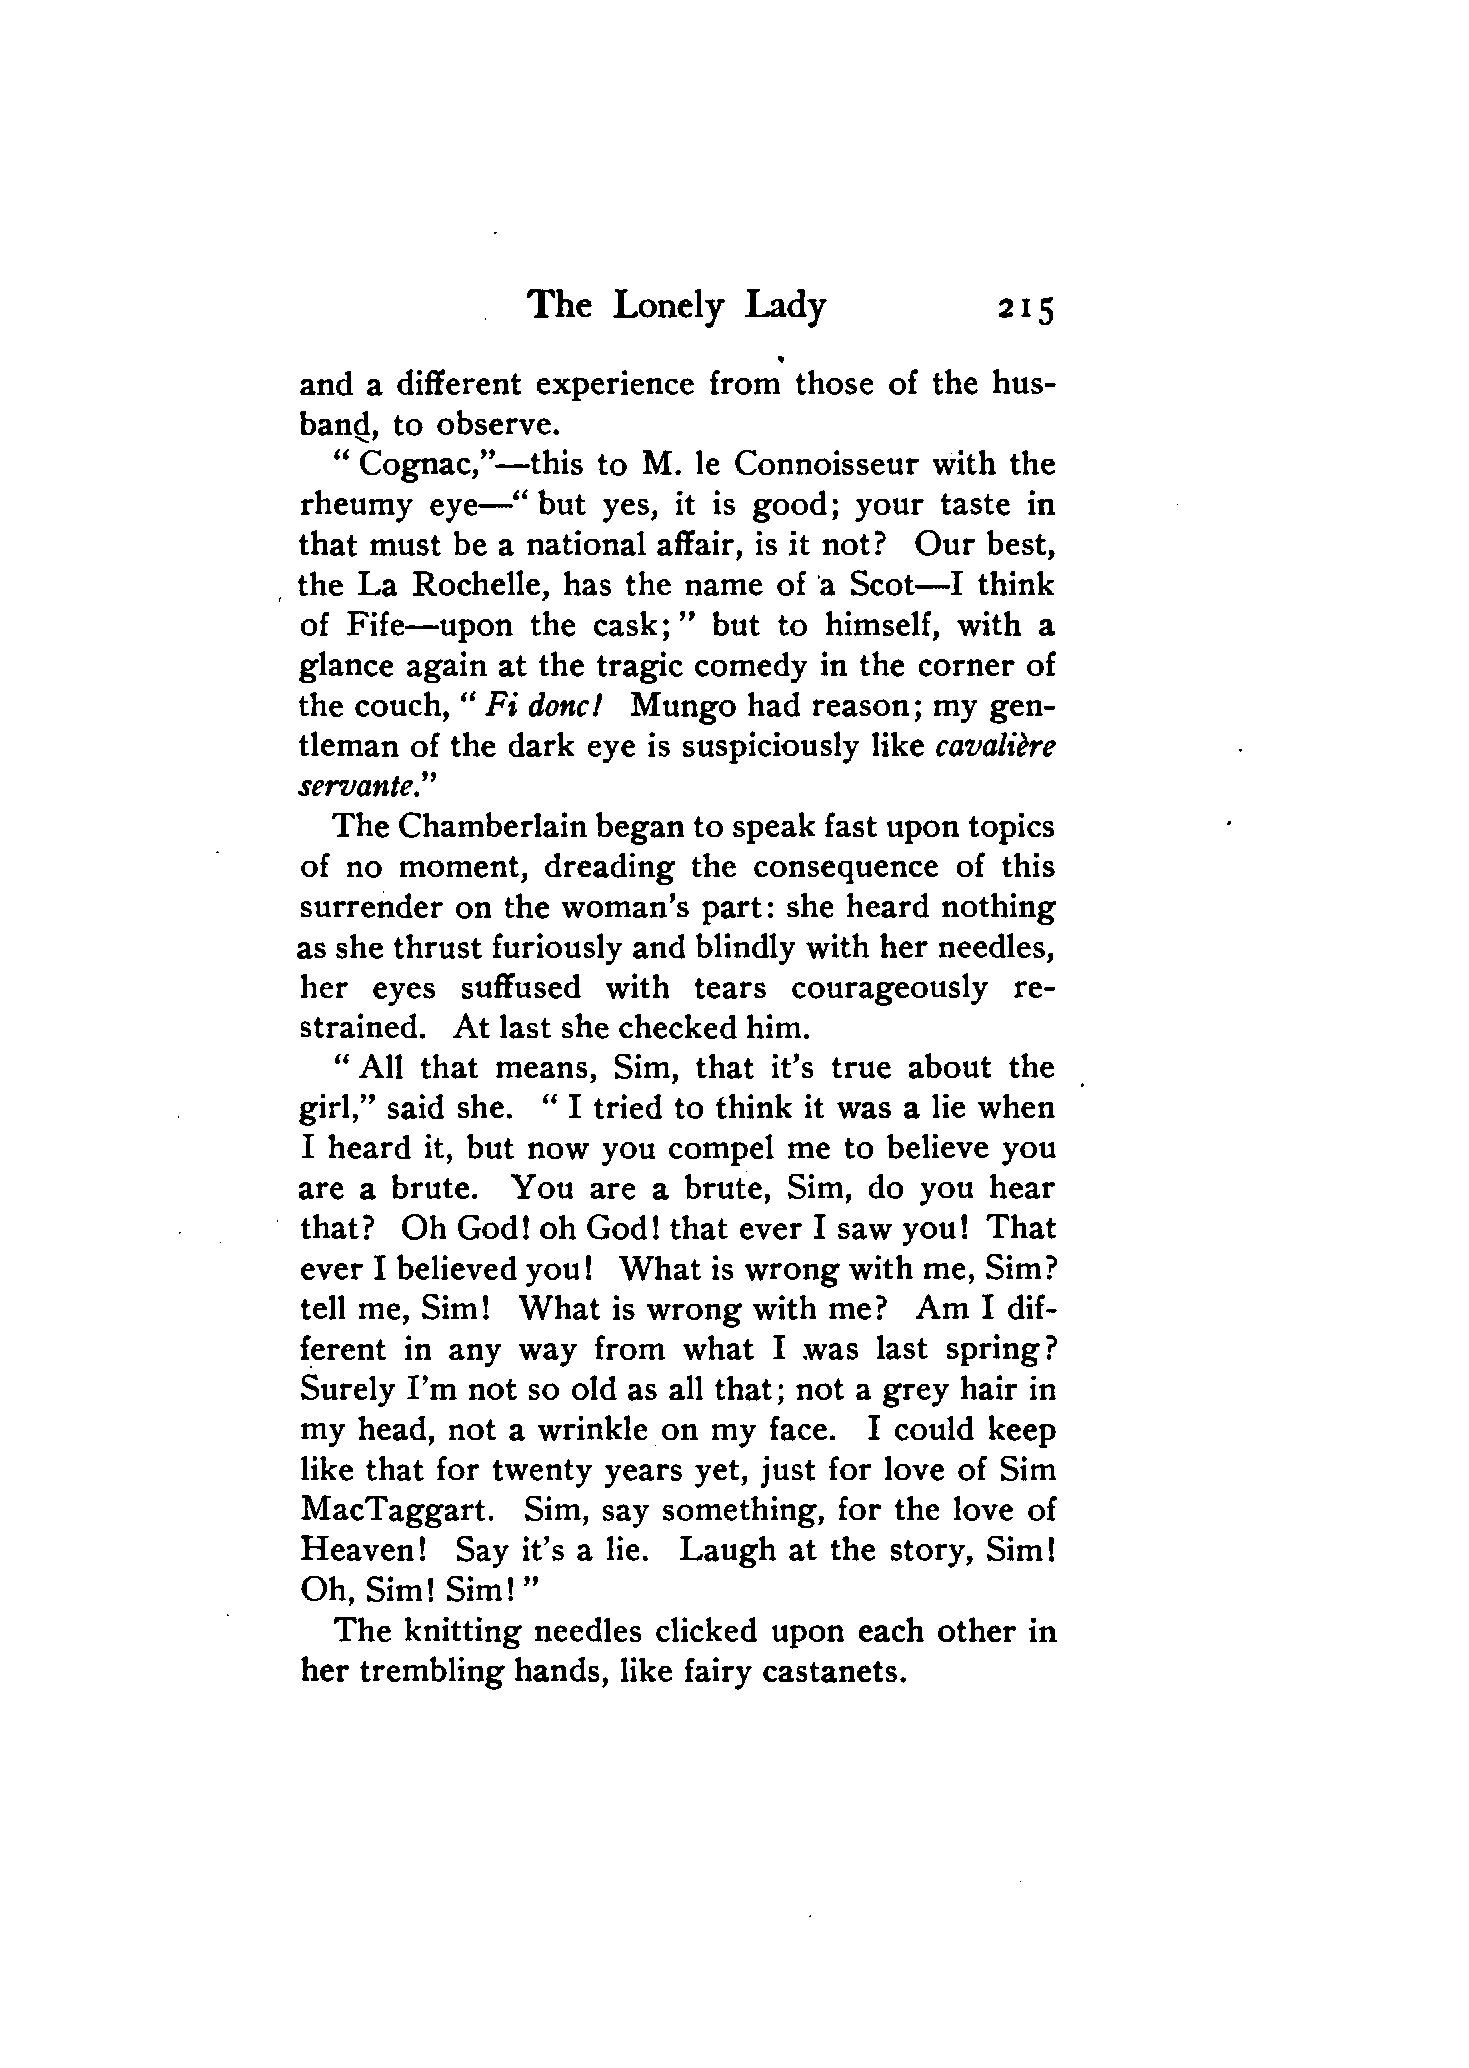 The Lonely Lady 215
and a different experience from those of the hus-
band, to observe.
" Cognac,"—this to M. le Connoisseur with the
rheumy eye—" but yes, it is good; your taste in
that must be a national affair, is it not? Our best,
the La Rochelle, has the name of a Scot—I think
of Fife—upon the cask; " but to himself, with a
glance again at the tragic comedy in the corner of
the couch, " Fi donc! Mungo had reason; my gen-
tleman of the dark eye is suspiciously like cavalière
servante."
The Chamberlain began to speak fast upon topics
of no moment, dreading the consequence of this
surrender on the woman's part: she heard nothing
as she thrust furiously and blindly with her needles,
her eyes suffused with tears courageously re-
strained. At last she checked him.
" All that means, Sim, that it's true about the
girl," said she. " I tried to think it was a lie when
I heard it, but now you compel me to believe you
are a brute. You are a brute, Sim, do you hear
that? Oh God! oh God! that ever I saw you! That
ever I believed you! What is wrong with me, Sim?
tell me, Sim! What is wrong with me? Am I dif-
ferent in any way from what I was last spring?
Surely I'm not so old as all that; not a grey hair in
my head, not a wrinkle on my face. I could keep
like that for twenty years yet, just for love of Sim
MacTaggart. Sim, say something, for the love of
Heaven! Say it's a lie. Laugh at the story, Sim!
Oh, Sim! Sim! "
The knitting needles clicked upon each other in
her trembling hands, like fairy castanets.